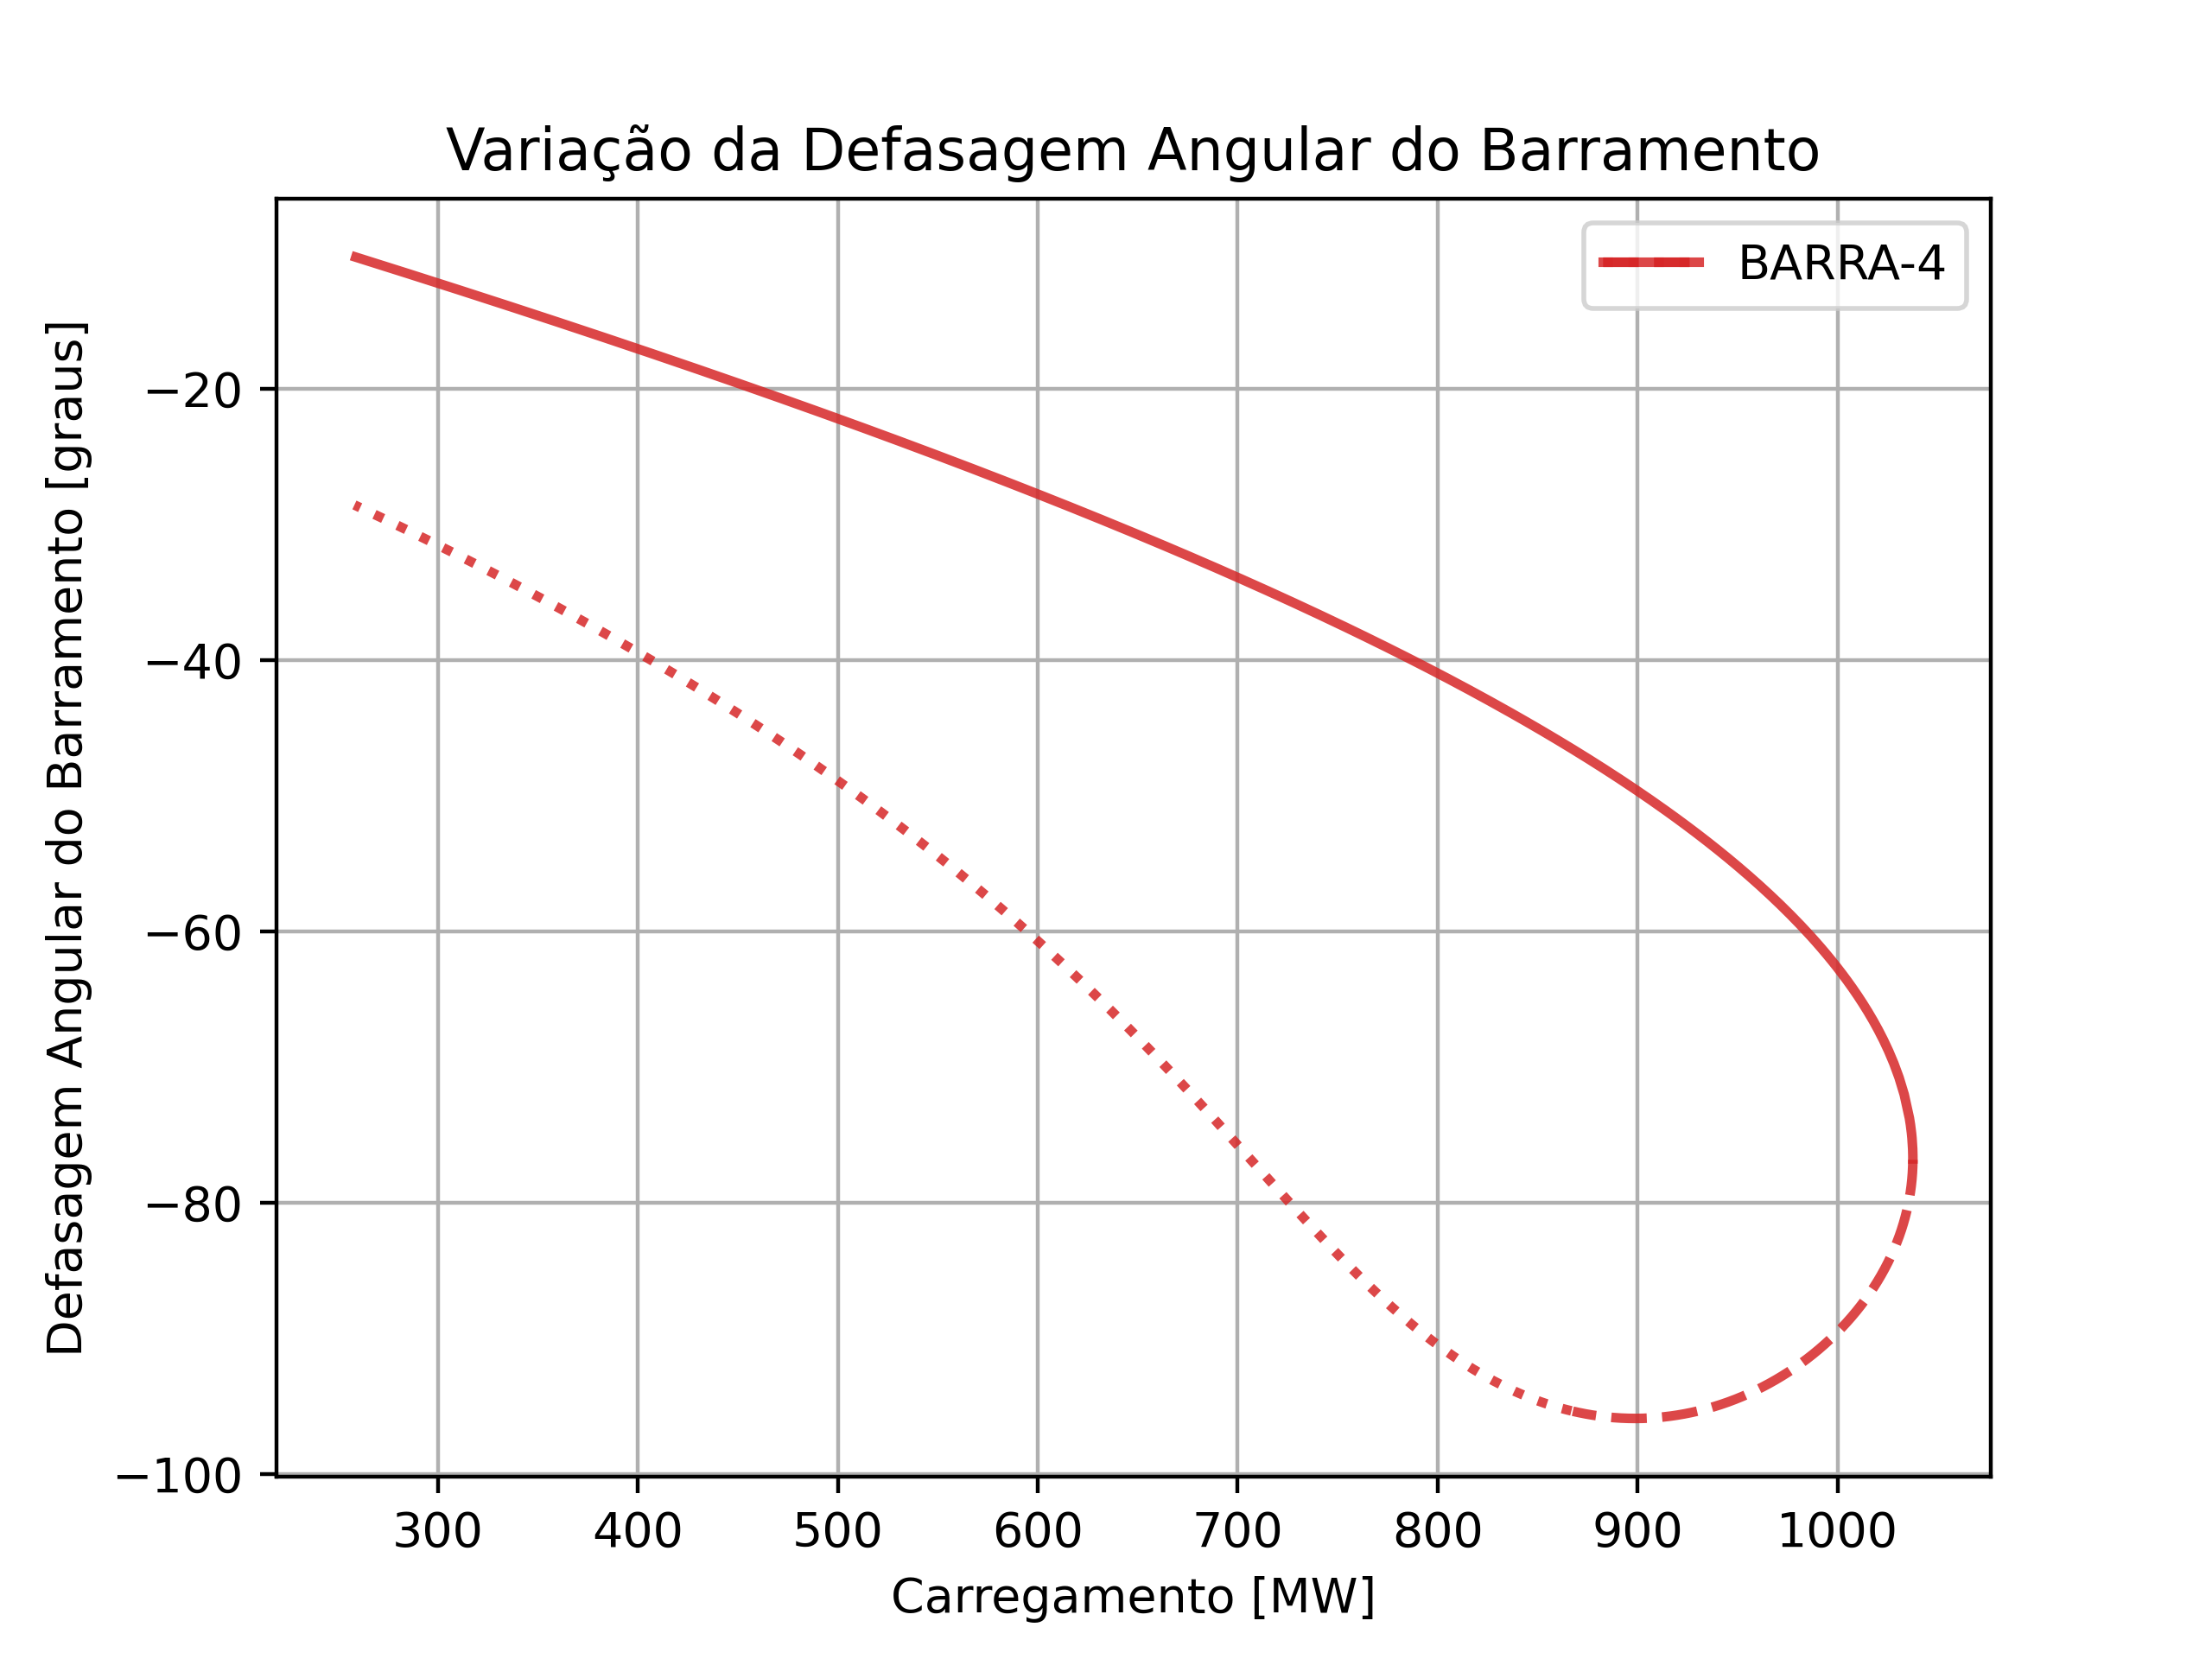 Variação da Defasagem Angular do Barramento
BARRA-4
Defasagem Angular do Barramento [graus]
−20
−40
−60
−80
−100
300 400 500 600 700 800 900 1000
Carregamento [MW]